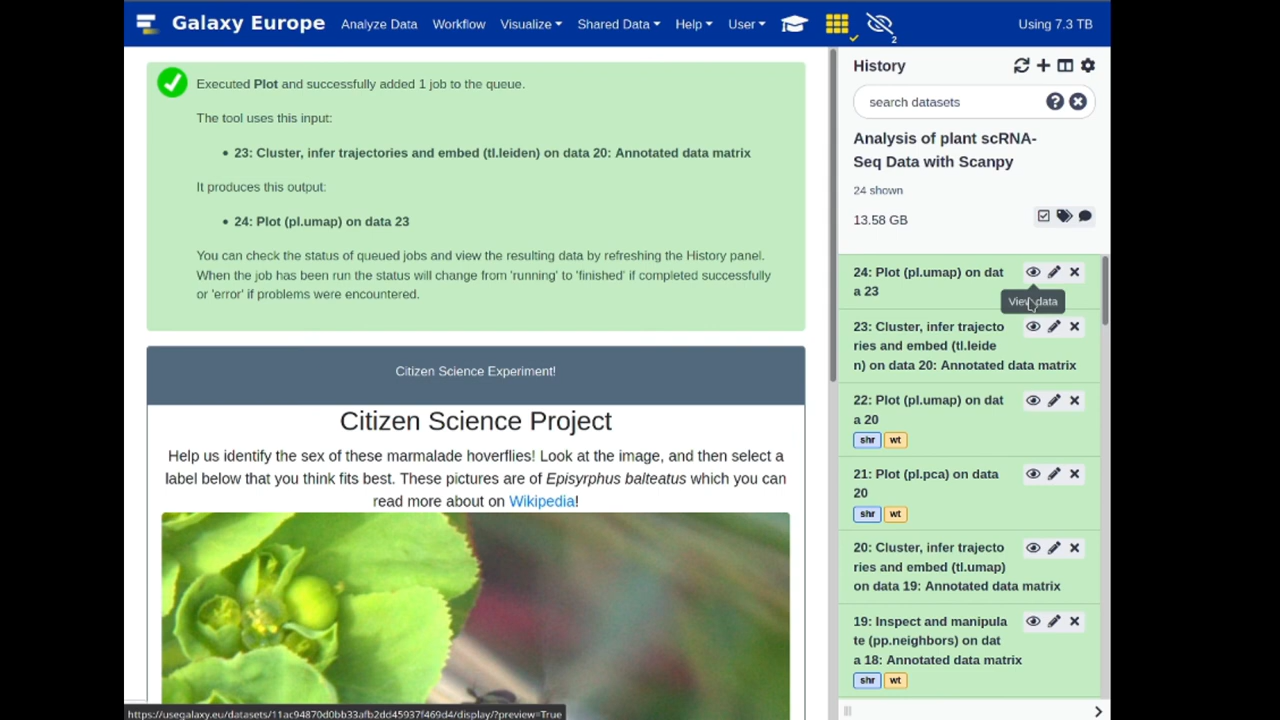 Galaxy Europe Analyze Data Workflow Visualize Shared Data Help User 2 Using 7.3 TB
Executed Plot and successfully added 1 job to the queue.
The tool uses this input:
• 23: Cluster, infer trajectories and embed (tl.leiden) on data 20: Annotated data matrix
It produces this output:
• 24: Plot (pl.umap) on data 23
You can check the status of queued jobs and view the resulting data by refreshing the History panel.
When the job has been run the status will change from 'running' to 'finished' if completed successfully
or 'error' if problems were encountered.
Citizen Science Experiment!
Citizen Science Project
Help us identify the sex of these marmalade hoverflies! Look at the image, and then select a
label below that you think fits best. These pictures are of Episyrphus balteatus which you can
read more about on Wikipedia!
https://usegalaxy.eu/datasets/11ac94870d0bb33afb2dd45937f469d4/display/?preview=True
History
search datasets
Analysis of plant scRNA-
Seq Data with Scanpy
24 shown
13.58 GB
24: Plot (pl.umap) on dat
a 23
View data
23: Cluster, infer trajecto
ries and embed (tl.leide
n) on data 20: Annotated data matrix
22: Plot (pl.umap) on dat
a 20
shr wt
21: Plot (pl.pca) on data
20
shr wt
20: Cluster, infer trajecto
ries and embed (tl.umap)
on data 19: Annotated data matrix
19: Inspect and manipula
te (pp.neighbors) on dat
a 18: Annotated data matrix
shr wt